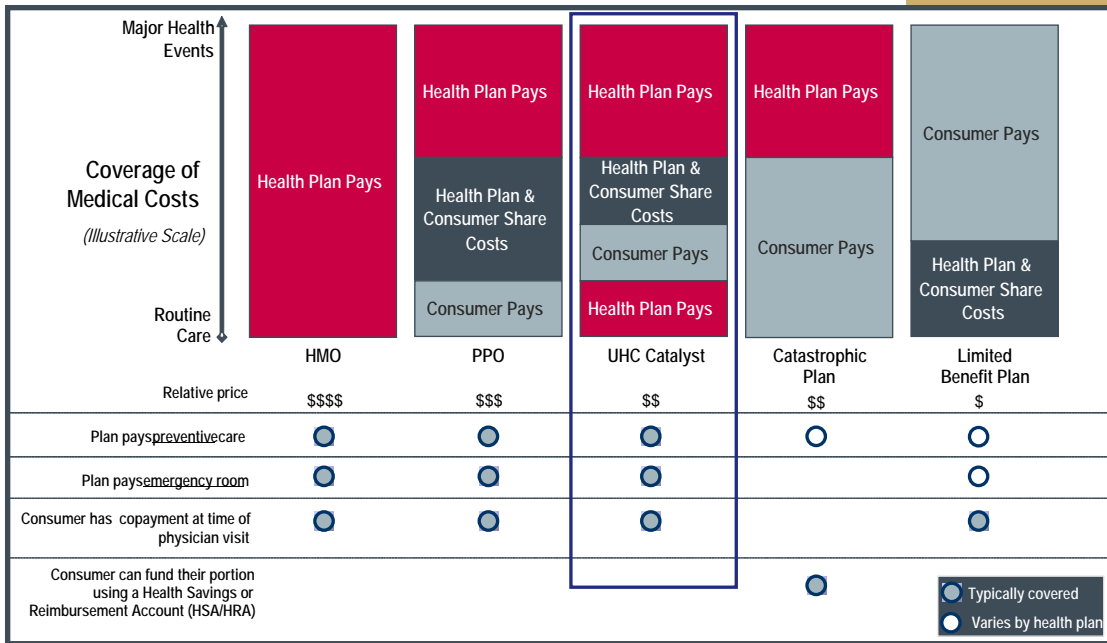 Major Health
Events
Coverage of
Medical Costs
(Illustrative Scale)
Routine
Care
Health Plan Pays
Health Plan Pays
Health Plan &
Consumer Share
Costs
Consumer Pays
Health Plan Pays
Health Plan &
Consumer Share
Costs
Consumer Pays
Health Plan Pays
Health Plan Pays
Consumer Pays
Consumer Pays
Health Plan &
Consumer Share
Costs
HMO
PPO
UHC Catalyst
Catastrophic
Plan
Limited
Benefit Plan
Relative price
$$$$
$$$
$$
$$
$
Plan payspreventivecare
Plan paysemergency room
Consumer has copayment at time of
physician visit
Consumer can fund their portion
using a Health Savings or
Reimbursement Account (HSA/HRA)
Typically covered
Varies by health plan